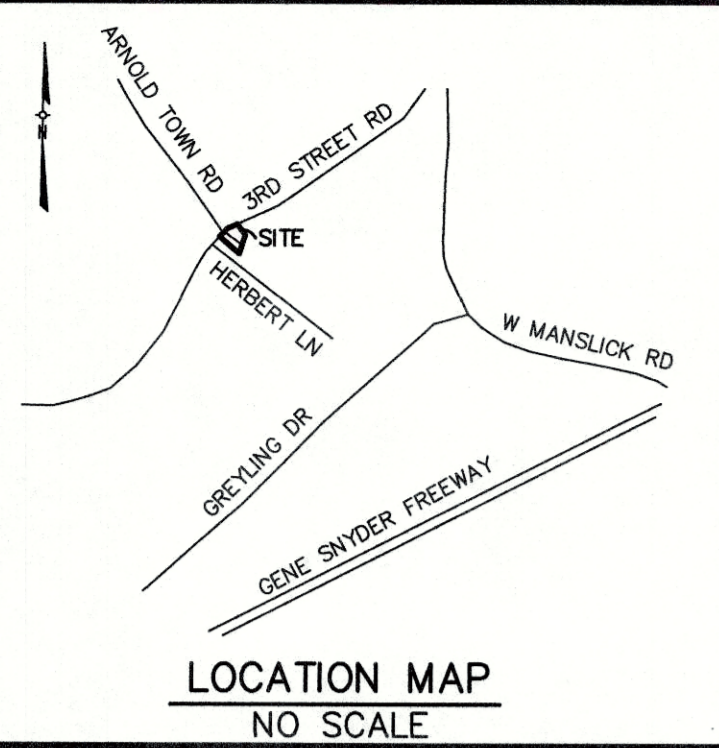 ARNOLD TOWN RD
3RD STREET RD
N
SITE
HERBERT LN
W MANSLICK RD
GREYLING DR
GENE SNYDER FREEWAY
LOCATION MAP
NO SCALE